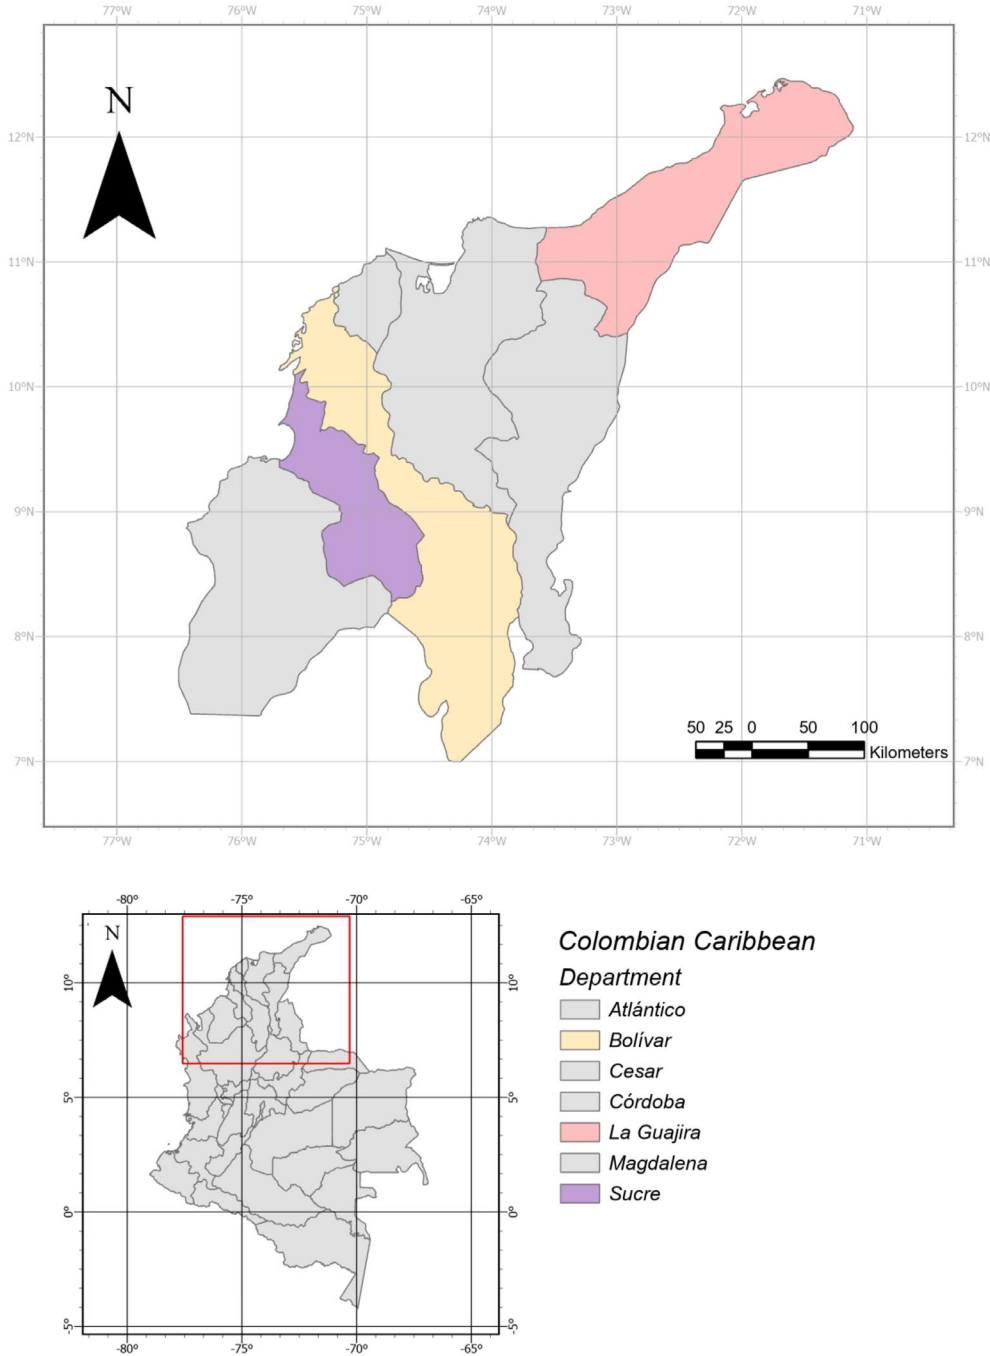 77°W 76°W 75°W 74°W 73°W 72°W 71°W
N
12°N 12°N
11°N 11°N
10°N 10°N
9°N 9°N
8°N 8°N
50 25 0 50 100
Kilometers
7°N 7°N
77°W 76°W 75°W 74°W 73°W 72°W 71°W
-80° -75° -70° -65°
N
10° 10°
5° 5°
0° 0°
-5° -5°
-80° -75° -70° -65°
Colombian Caribbean
Department
Atlántico
Bolívar
Cesar
Córdoba
La Guajira
Magdalena
Sucre